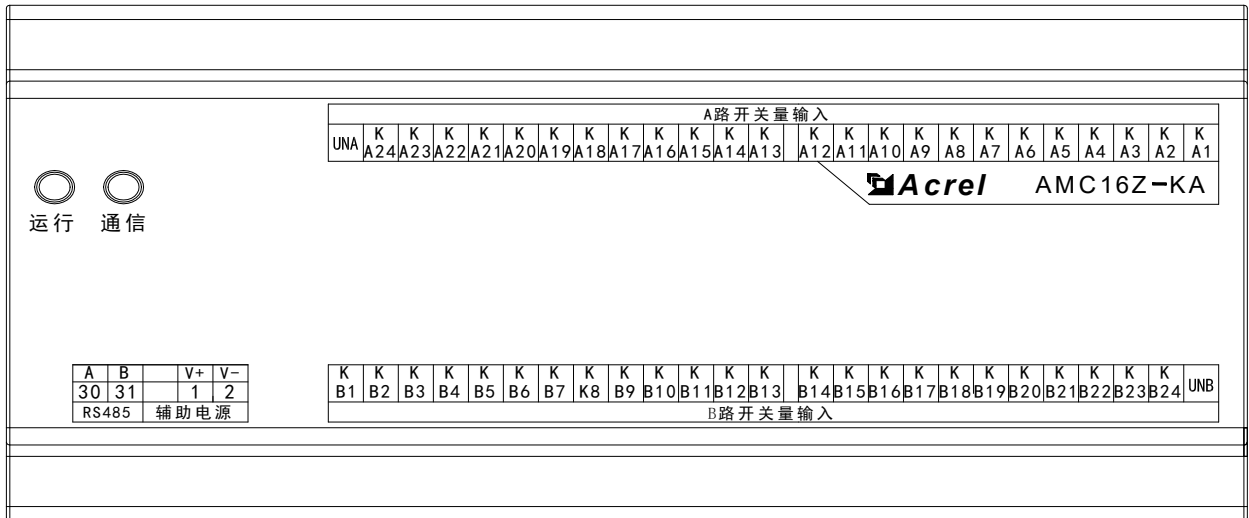 A路开关量输入
UNA K A24 K A23 K A22 K A21 K A20 K A19 K A18 K A17 K A16 K A15 K A14 K A13 K A12 K A11 K A10 K A9 K A8 K A7 K A6 K A5 K A4 K A3 K A2 K A1
Acrel AMC16Z-KA
运行 通信
A B V+ V-
30 31 1 2
RS485 辅助电源
K B1 K B2 K B3 K B4 K B5 K B6 K B7 K K8 K B9 K B10 K B11 K B12 K B13 K B14 K B15 K B16 K B17 K B18 K B19 K B20 K B21 K B22 K B23 K B24 UNB
B路开关量输入